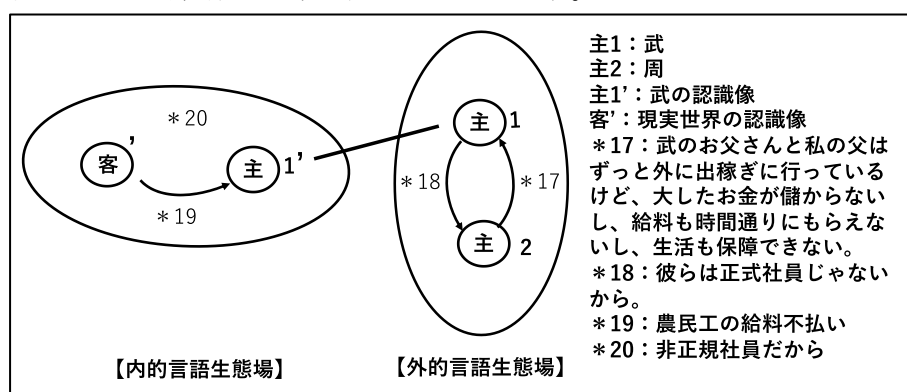 ＊20
客'
主1'
＊19
主1
＊18
＊17
主2
【内的言語生態場】
【外的言語生態場】
主1：武
主2：周
主1'：武の認識像
客'：現実世界の認識像
＊17：武のお父さんと私の父は
ずっと外に出稼ぎに行っている
けど、大したお金が儲からない
し、給料も時間通りにもらえな
いし、生活も保障できない。
＊18：彼らは正式社員じゃない
から。
＊19：農民工の給料不払い
＊20：非正規社員だから